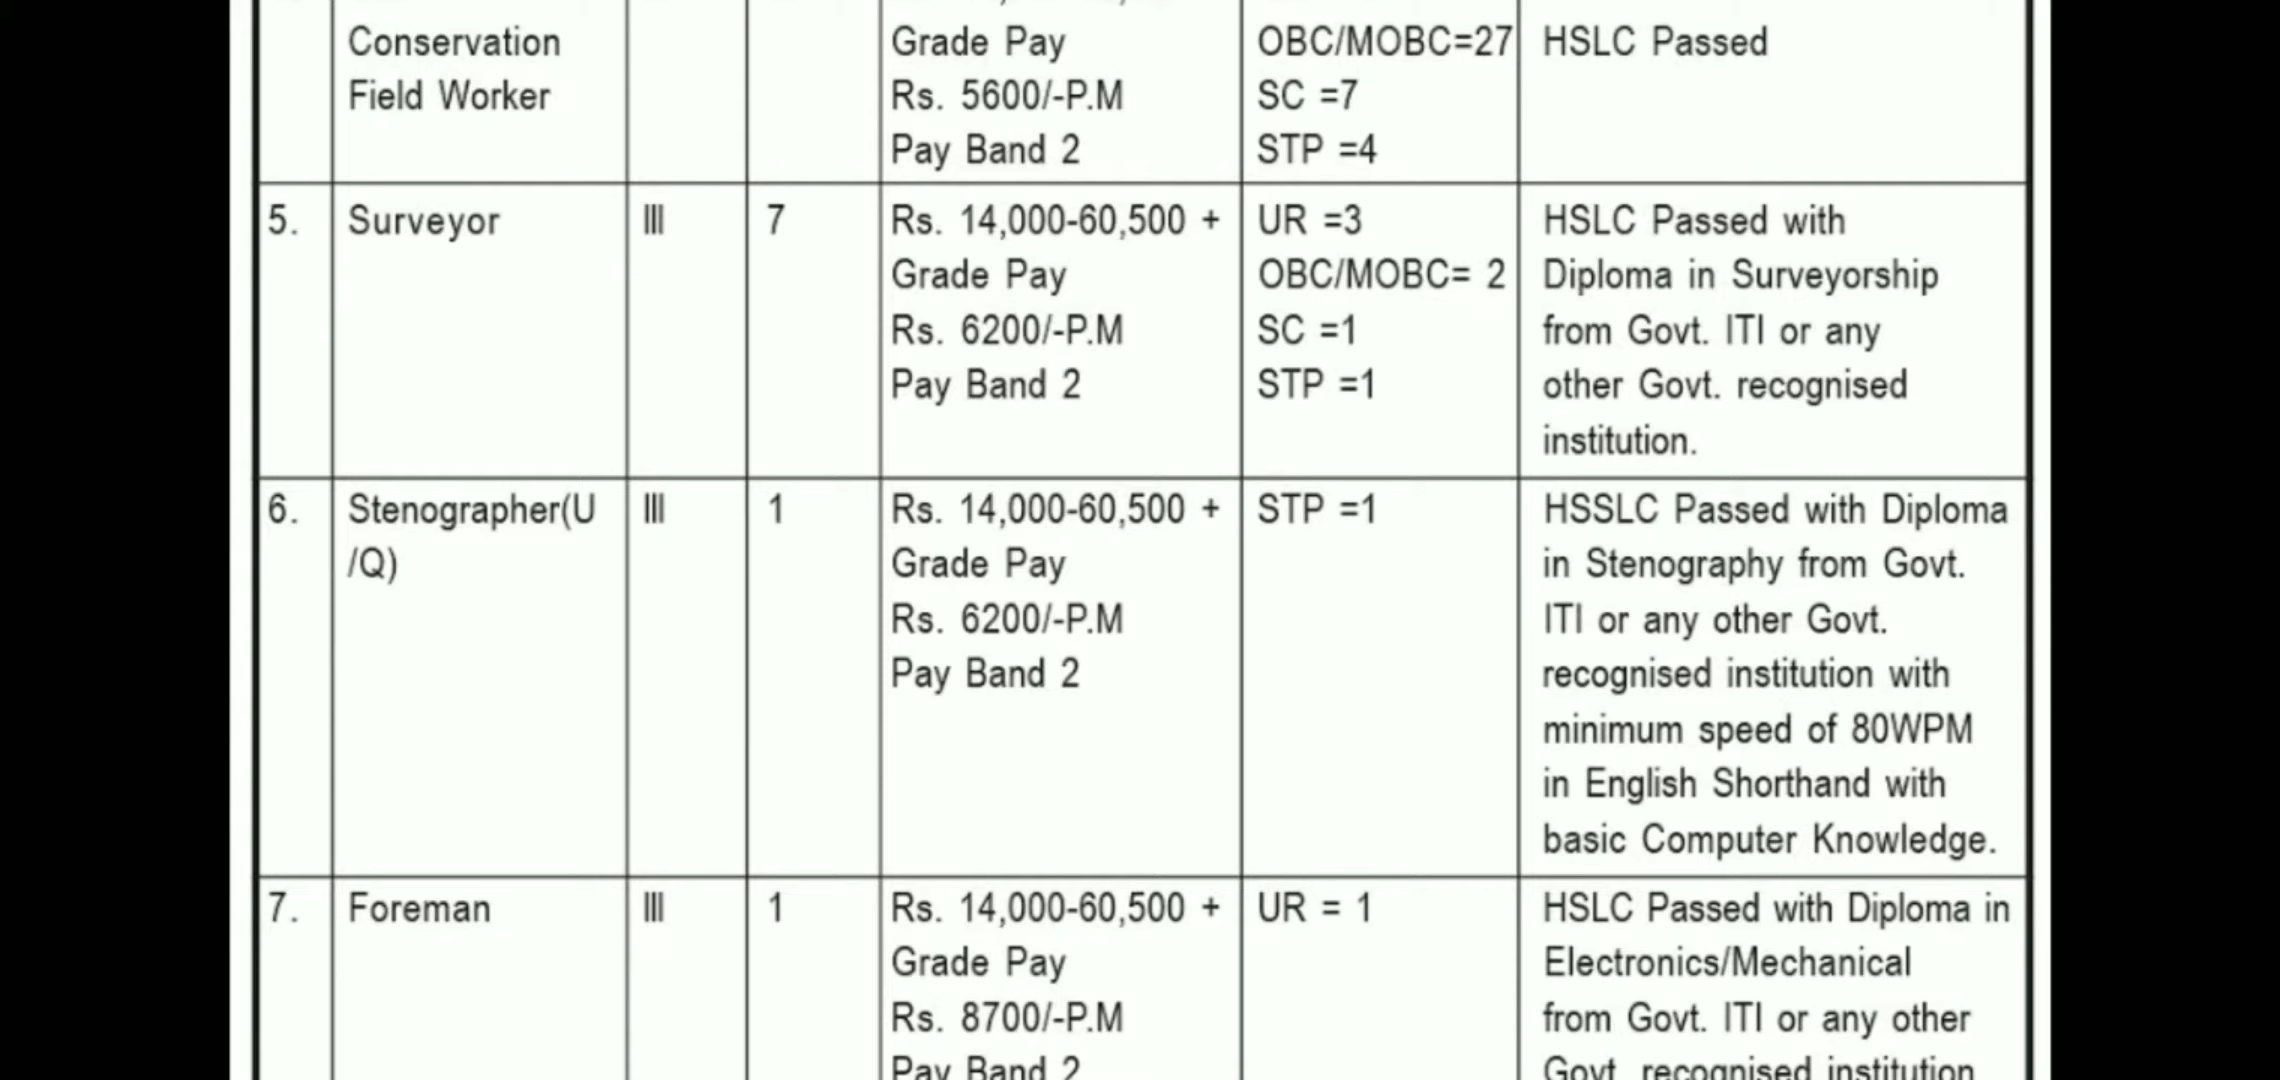 Conservation
Field Worker
Grade Pay
Rs. 5600/-P.M
Pay Band 2
OBC/MOBC=27
SC =7
STP =4
HSLC Passed
5.
Surveyor
III
7
Rs. 14,000-60,500 +
Grade Pay
Rs. 6200/-P.M
Pay Band 2
UR =3
OBC/MOBC= 2
SC =1
STP =1
HSLC Passed with
Diploma in Surveyorship
from Govt. ITI or any
other Govt. recognised
institution.
6.
Stenographer(U
/Q)
III
1
Rs. 14,000-60,500 +
Grade Pay
Rs. 6200/-P.M
Pay Band 2
STP =1
HSSLC Passed with Diploma
in Stenography from Govt.
ITI or any other Govt.
recognised institution with
minimum speed of 80WPM
in English Shorthand with
basic Computer Knowledge.
7.
Foreman
III
1
Rs. 14,000-60,500 +
Grade Pay
Rs. 8700/-P.M
Pay Band 2
UR = 1
HSLC Passed with Diploma in
Electronics/Mechanical
from Govt. ITI or any other
Govt. recognised institution